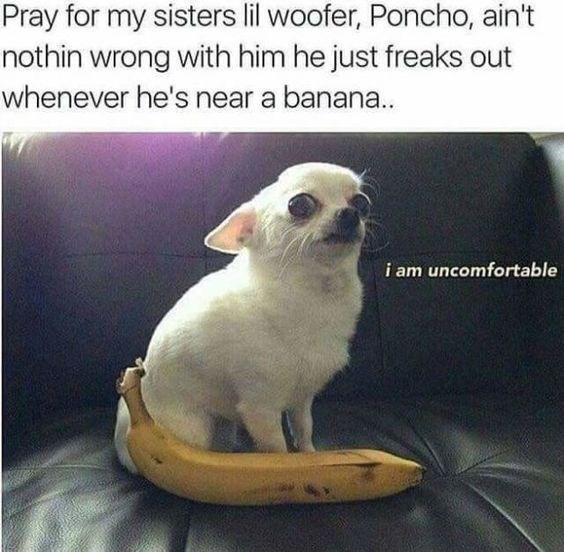 Pray for my sisters lil woofer, Poncho, ain't
nothin wrong with him he just freaks out
whenever he's near a banana..
i am uncomfortable